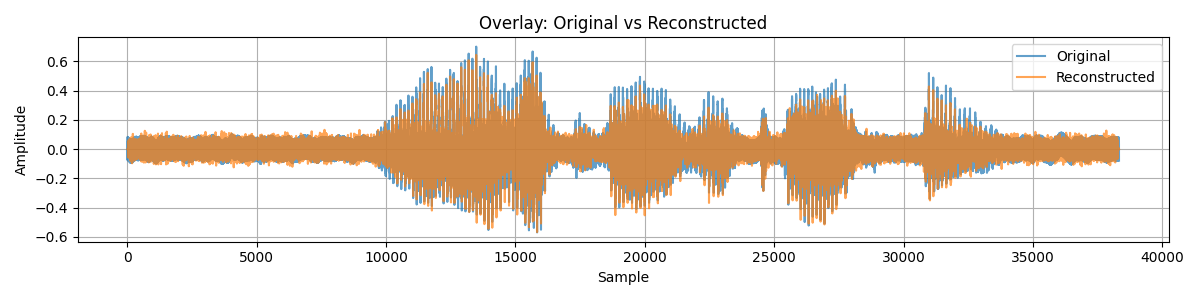 Overlay: Original vs Reconstructed
Original
Reconstructed
Amplitude
0.6
0.4
0.2
0.0
−0.2
−0.4
−0.6
0 5000 10000 15000 20000 25000 30000 35000 40000
Sample